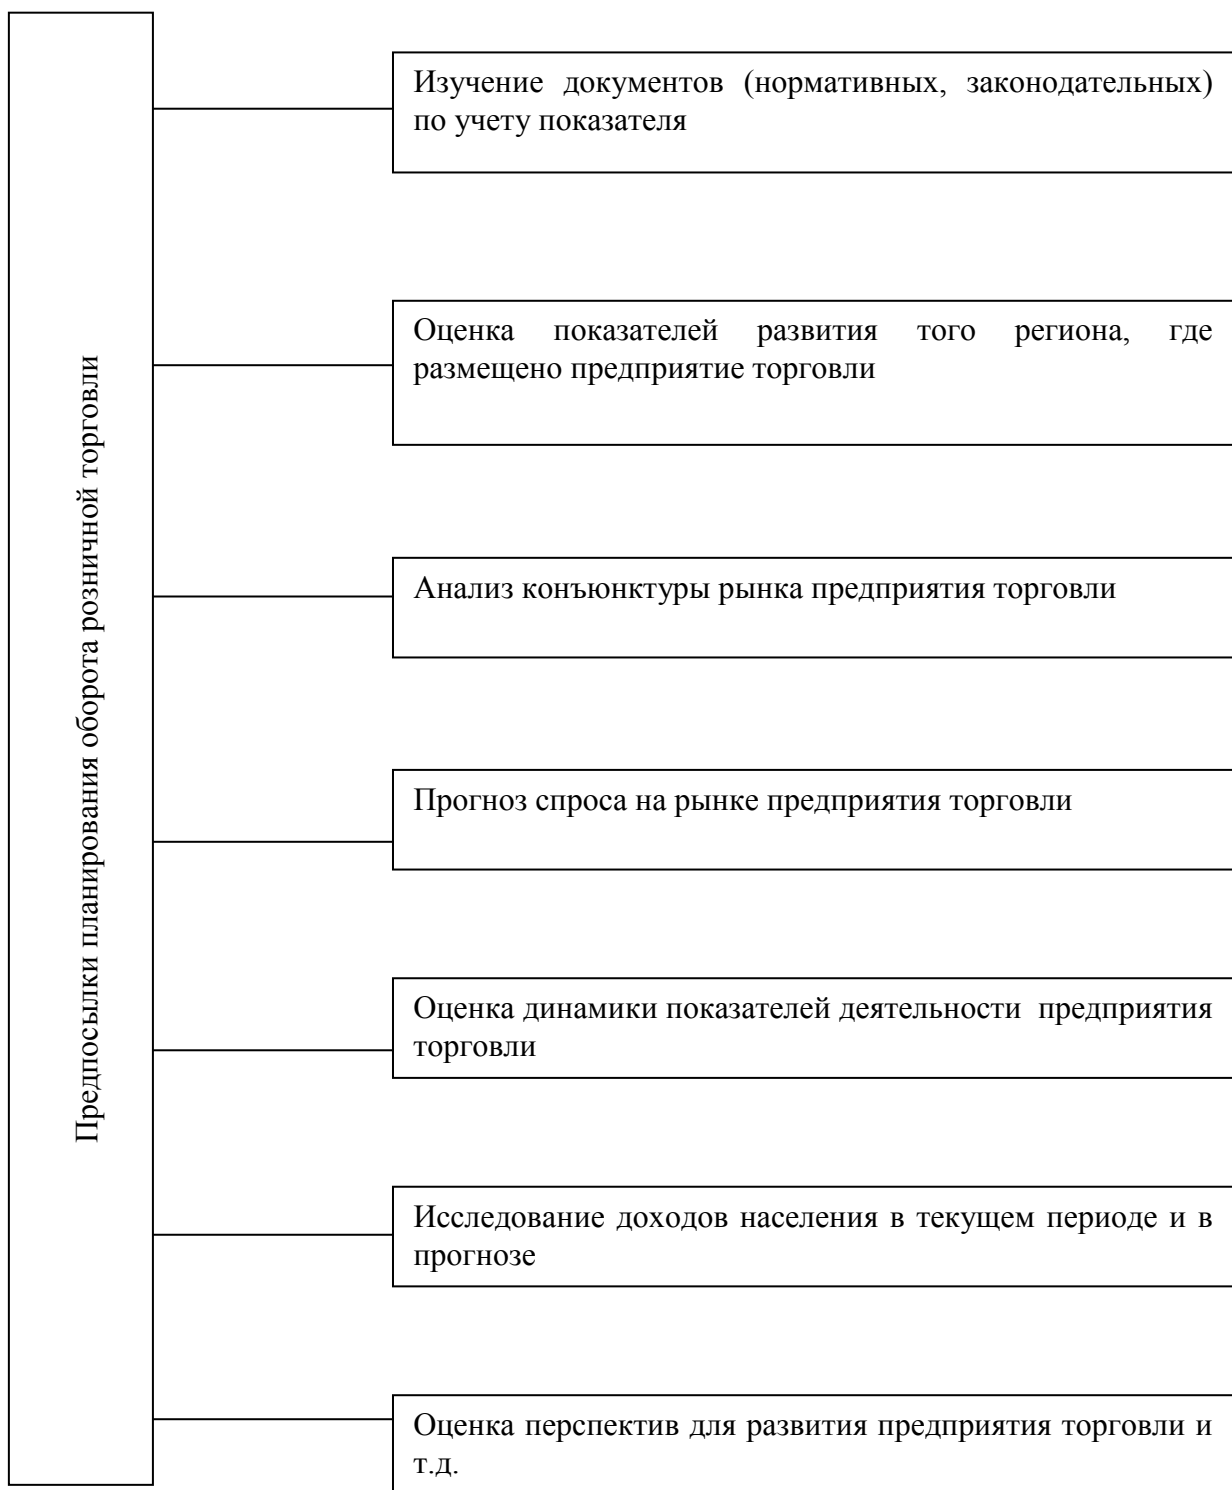 Предпосылки планирования оборота розничной торговли
Изучение документов (нормативных, законодательных)
по учету показателя
Оценка показателей развития того региона, где
размещено предприятие торговли
Анализ конъюнктуры рынка предприятия торговли
Прогноз спроса на рынке предприятия торговли
Оценка динамики показателей деятельности предприятия
торговли
Исследование доходов населения в текущем периоде и в
прогнозе
Оценка перспектив для развития предприятия торговли и
т.д.